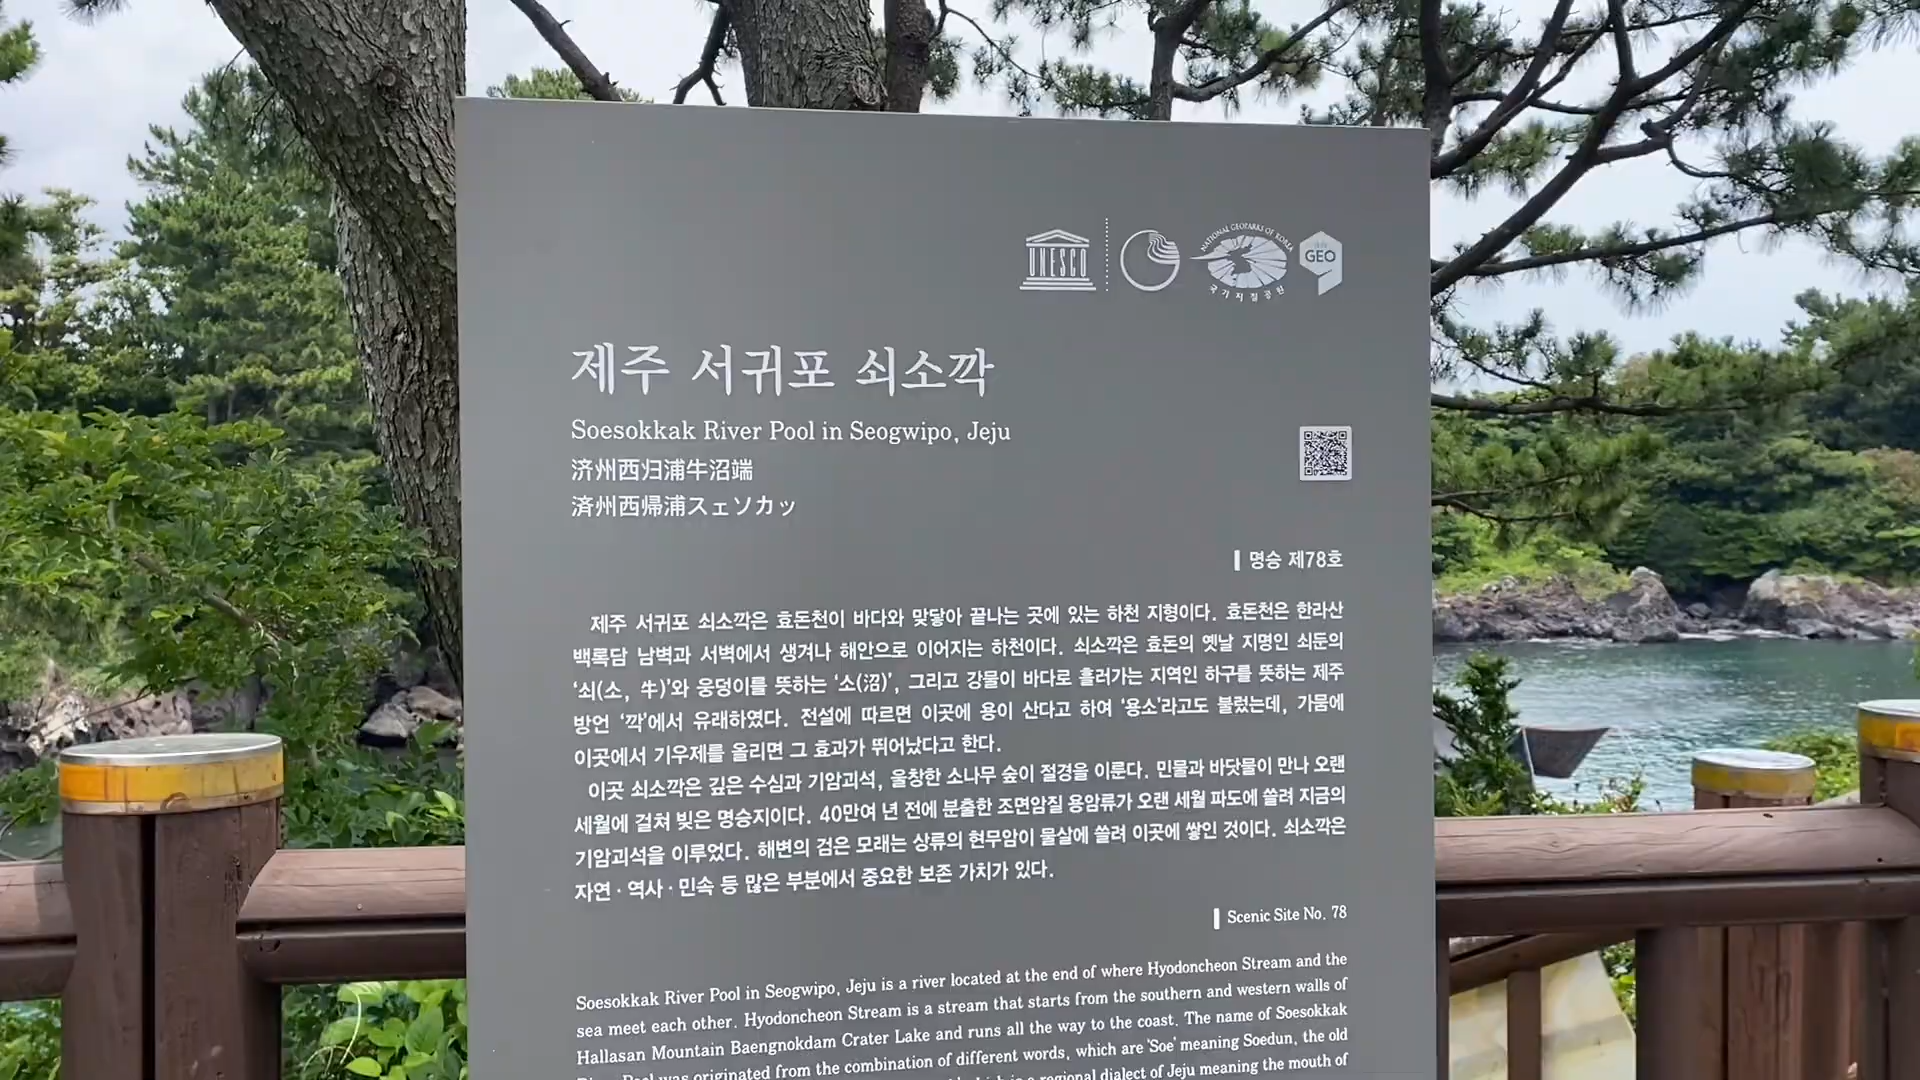 UNESCO
NATIONAL GEOPARKS OF KOREA
국가지질공원
GEO
제주 서귀포 쇠소깍
Soesokkak River Pool in Seogwipo, Jeju
济州西归浦牛沼端
済州西帰浦スェソカッ
명승 제78호
제주 서귀포 쇠소깍은 효돈천이 바다와 맞닿아 끝나는 곳에 있는 하천 지형이다. 효돈천은 한라산
백록담 남벽과 서벽에서 생겨나 해안으로 이어지는 하천이다. 쇠소깍은 효돈의 옛날 지명인 쇠둔의
‘쇠(소, 牛)’와 웅덩이를 뜻하는 ‘소(沼)’, 그리고 강물이 바다로 흘러가는 지역인 하구를 뜻하는 제주
방언 ‘깍’에서 유래하였다. 전설에 따르면 이곳에 용이 산다고 하여 ‘용소’라고도 불렀는데, 가뭄에
이곳에서 기우제를 올리면 그 효과가 뛰어났다고 한다.
이곳 쇠소깍은 깊은 수심과 기암괴석, 울창한 소나무 숲이 절경을 이룬다. 민물과 바닷물이 만나 오랜
세월에 걸쳐 빚은 명승지이다. 40만여 년 전에 분출한 조면암질 용암류가 오랜 세월 파도에 쓸려 지금의
기암괴석을 이루었다. 해변의 검은 모래는 상류의 현무암이 물살에 쓸려 이곳에 쌓인 것이다. 쇠소깍은
자연 · 역사 · 민속 등 많은 부분에서 중요한 보존 가치가 있다.
Scenic Site No. 78
Soesokkak River Pool in Seogwipo, Jeju is a river located at the end of where Hyodoncheon Stream and the
sea meet each other. Hyodoncheon Stream is a stream that starts from the southern and western walls of
Hallasan Mountain Baengnokdam Crater Lake and runs all the way to the coast. The name of Soesokkak
River Pool was originated from the combination of different words, which are 'Soe' meaning Soedun, the old
which is a regional dialect of Jeju meaning the mouth of